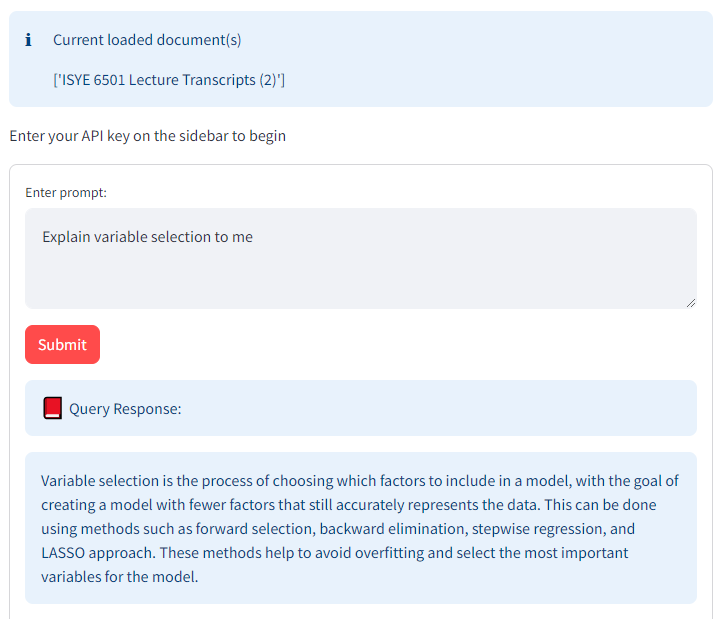 Current loaded document(s)
['ISYE 6501 Lecture Transcripts (2)']
Enter your API key on the sidebar to begin
Enter prompt:
Explain variable selection to me
Submit
Query Response:
Variable selection is the process of choosing which factors to include in a model, with the goal of
creating a model with fewer factors that still accurately represents the data. This can be done
using methods such as forward selection, backward elimination, stepwise regression, and
LASSO approach. These methods help to avoid overfitting and select the most important
variables for the model.